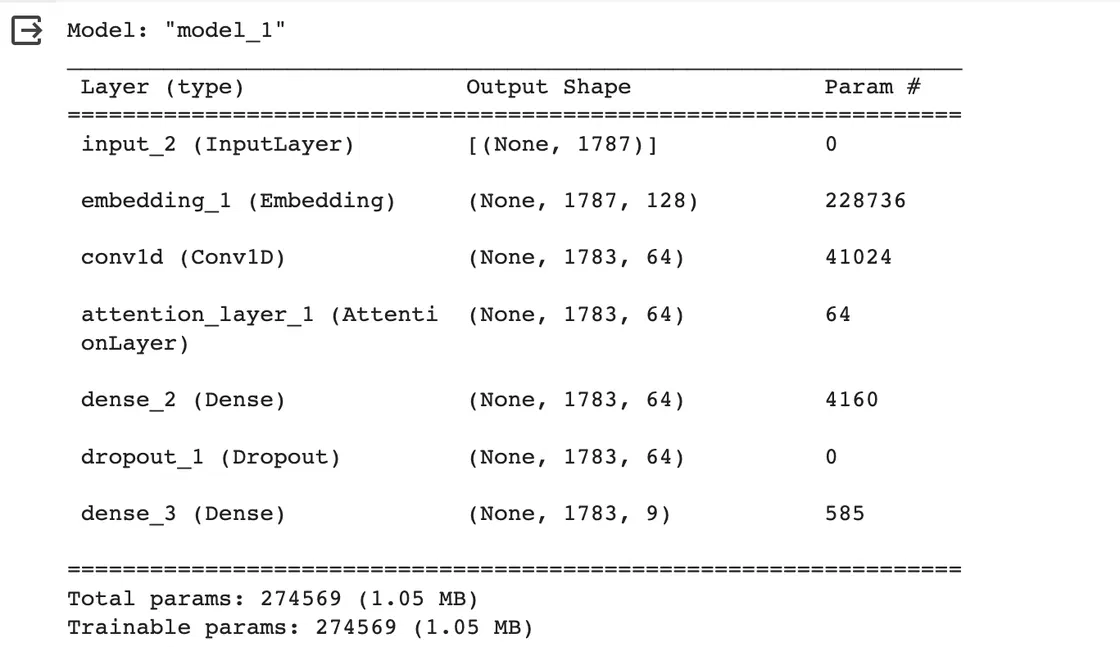 Model: "model_1"
Layer (type) Output Shape Param #
=================================================================
input_2 (InputLayer) [(None, 1787)] 0
embedding_1 (Embedding) (None, 1787, 128) 228736
conv1d (Conv1D) (None, 1783, 64) 41024
attention_layer_1 (Attenti (None, 1783, 64) 64
onLayer)
dense_2 (Dense) (None, 1783, 64) 4160
dropout_1 (Dropout) (None, 1783, 64) 0
dense_3 (Dense) (None, 1783, 9) 585
=================================================================
Total params: 274569 (1.05 MB)
Trainable params: 274569 (1.05 MB)